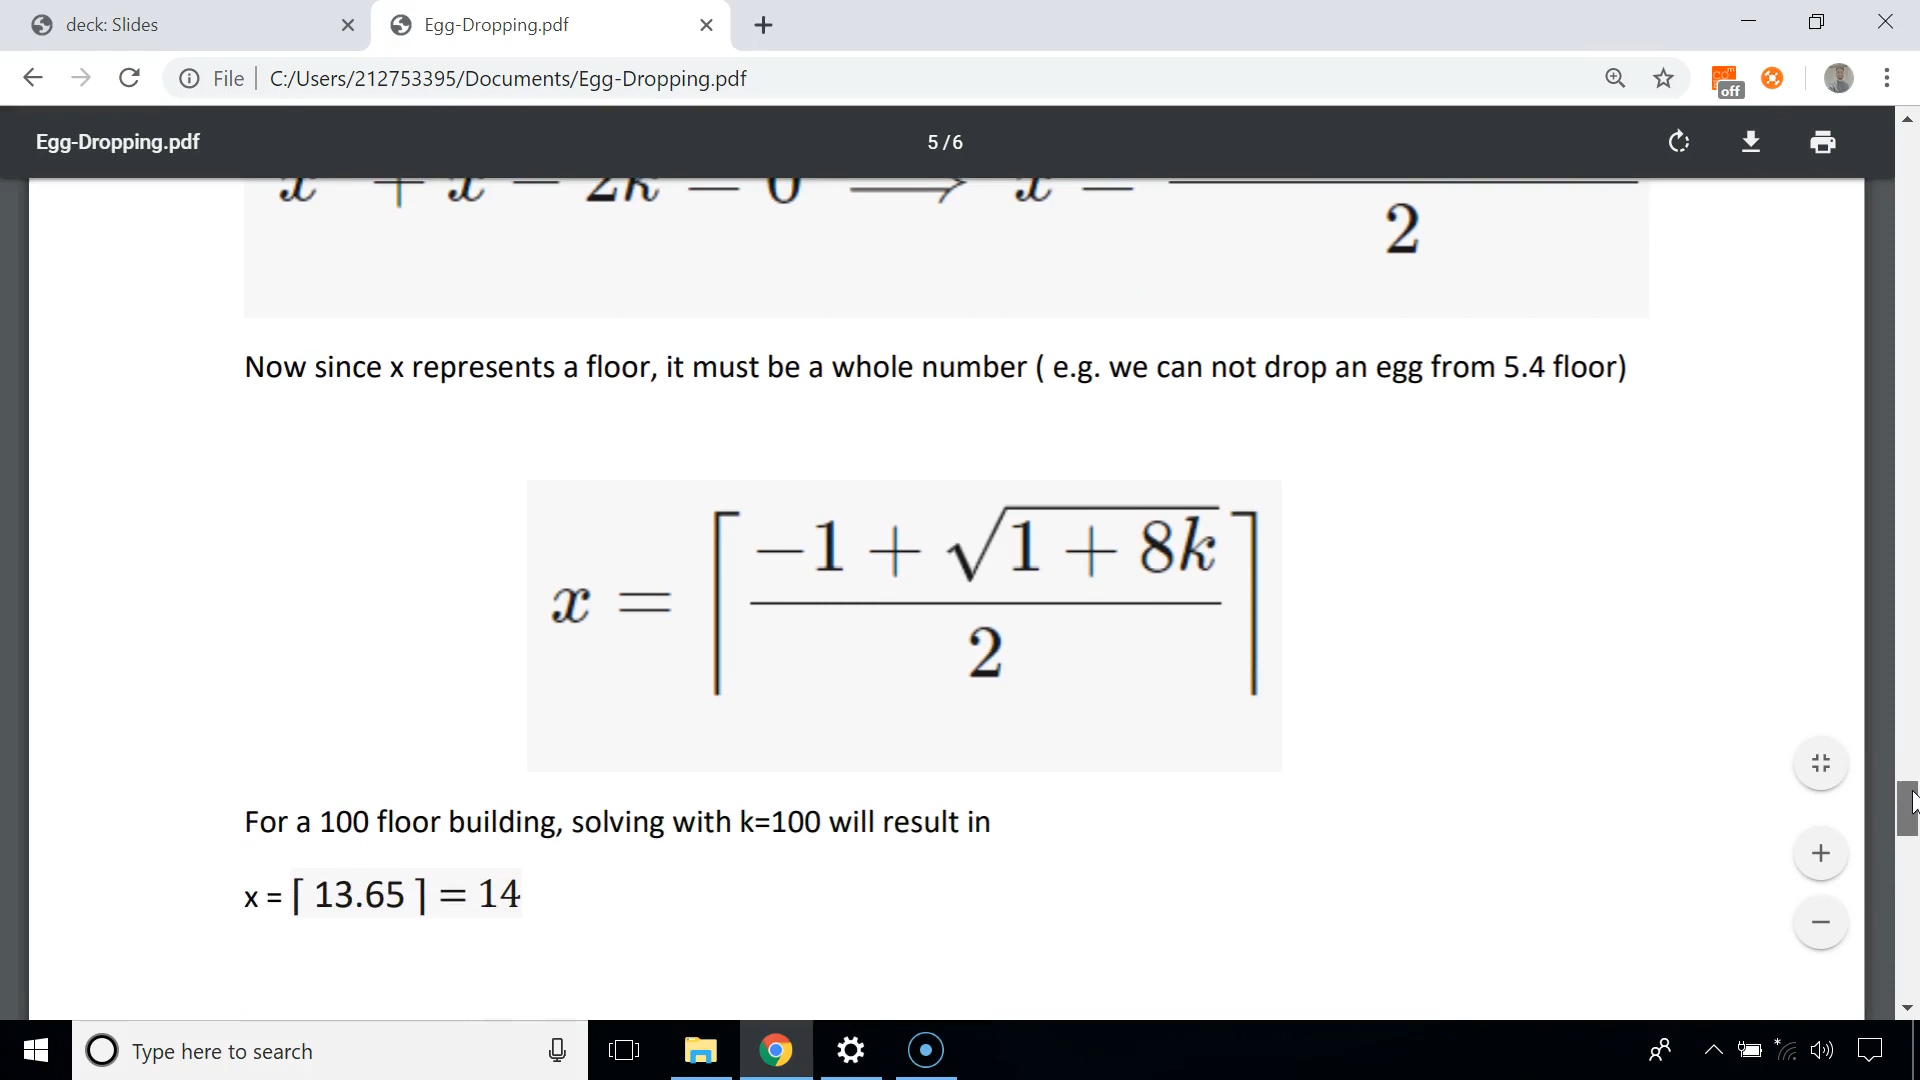 deck: Slides
Egg-Dropping.pdf
File
C:/Users/212753395/Documents/Egg-Dropping.pdf
off
Egg-Dropping.pdf
5 / 6
x + x − 2k = 0 ⟹ x =
2
Now since x represents a floor, it must be a whole number ( e.g. we can not drop an egg from 5.4 floor)
x = ⌈ (−1 + √(1 + 8k)) / 2 ⌉
For a 100 floor building, solving with k=100 will result in
x = ⌈ 13.65 ⌉ = 14
Type here to search